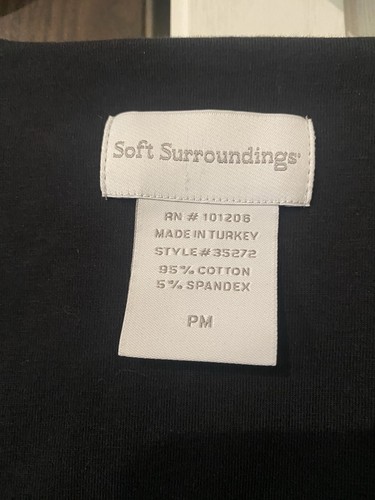 Soft Surroundings
RN # 101206
MADE IN TURKEY
STYLE#35272
95% COTTON
5% SPANDEX
PM